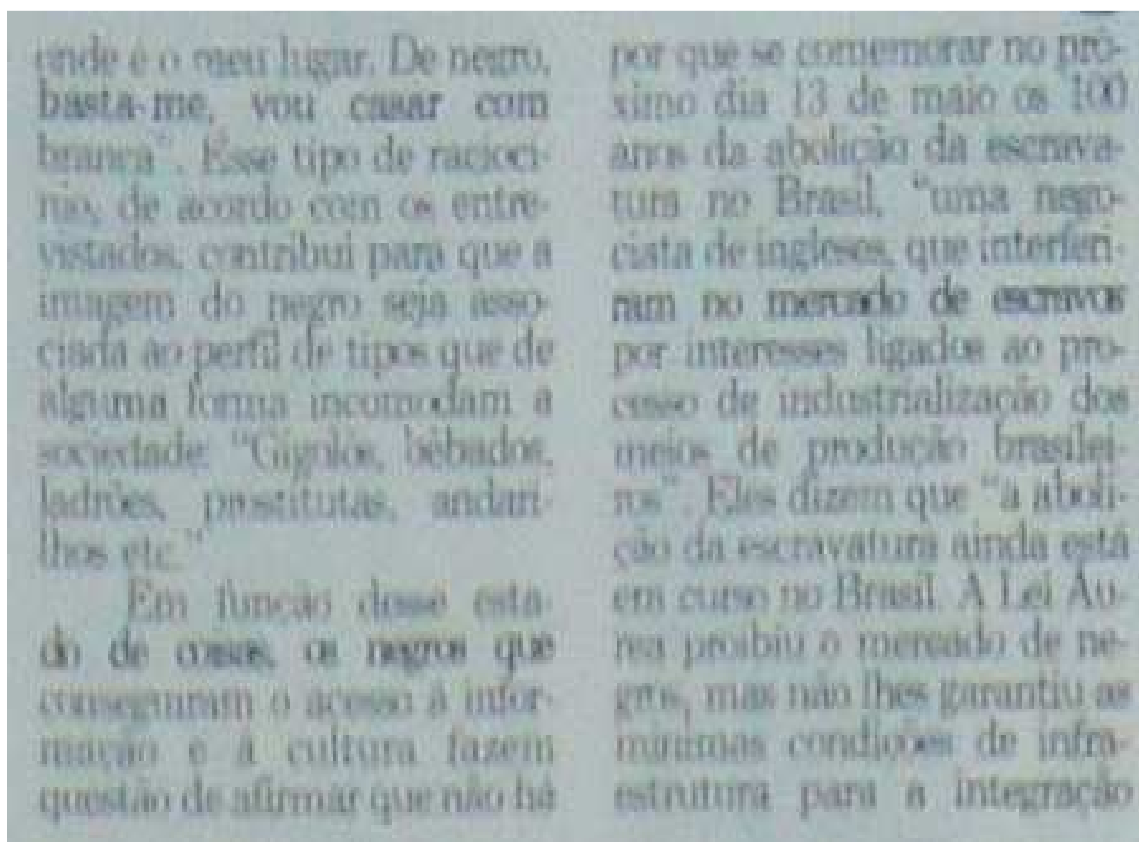 onde é o meu lugar. De negro,
basta-me, vou casar com
branca". Esse tipo de racioci-
nio, de acordo com os entre-
vistados, contribui para que a
imagem do negro seja asso-
ciada ao perfil de tipos que de
alguma forma incomodam a
sociedade: "Gigolôs, bêbados,
ladrões, prostitutas, andari-
lhos etc."
Em função desse esta-
do de coisas, os negros que
conseguiram o acesso à infor-
mação e à cultura fazem
questão de afirmar que não há
por que se comemorar no pró-
ximo dia 13 de maio os 100
anos da abolição da escrava-
tura no Brasil, "uma nego-
ciata de ingleses, que interferi-
ram no mercado de escravos
por interesses ligados ao pro-
cesso de industrialização dos
meios de produção brasilei-
ros". Eles dizem que "a aboli-
ção da escravatura ainda está
em curso no Brasil. A Lei Áu-
rea proibiu o mercado de ne-
gros, mas não lhes garantiu as
mínimas condições de infra-
estrutura para a integração